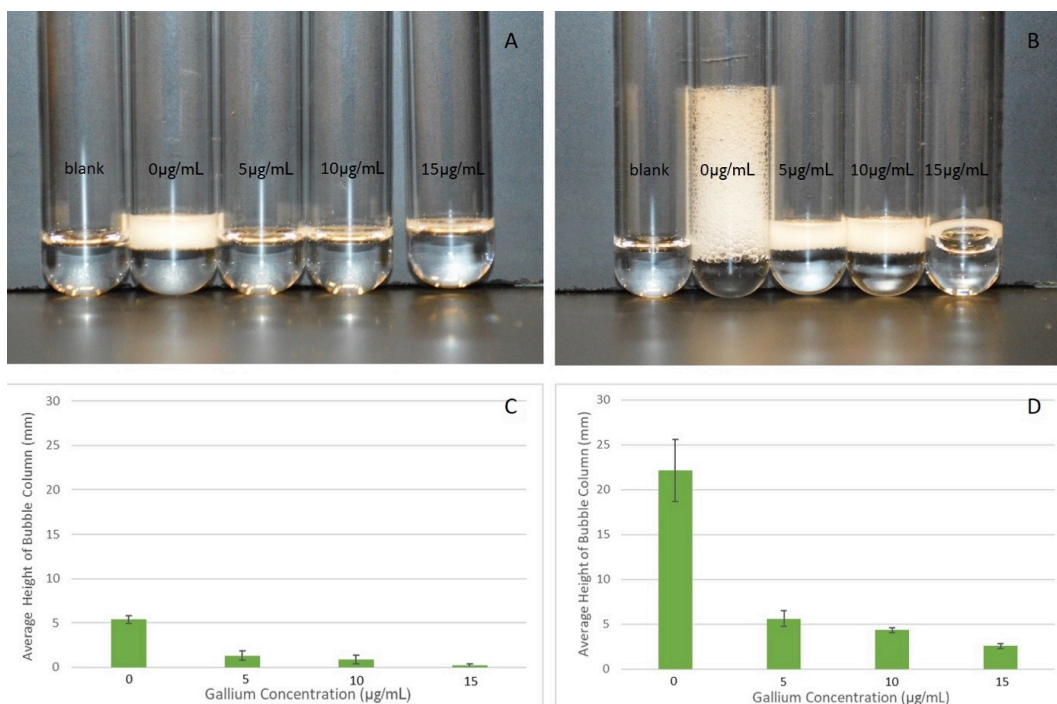 A
blank
0µg/mL
5µg/mL
10µg/mL
15µg/mL
B
blank
0µg/mL
5µg/mL
10µg/mL
15µg/mL
C
Average Height of Bubble Column (mm)
30
25
20
15
10
5
0
0
5
10
15
Gallium Concentration (µg/mL)
D
Average Height of Bubble Column (mm)
30
25
20
15
10
5
0
0
5
10
15
Gallium Concentration (µg/mL)